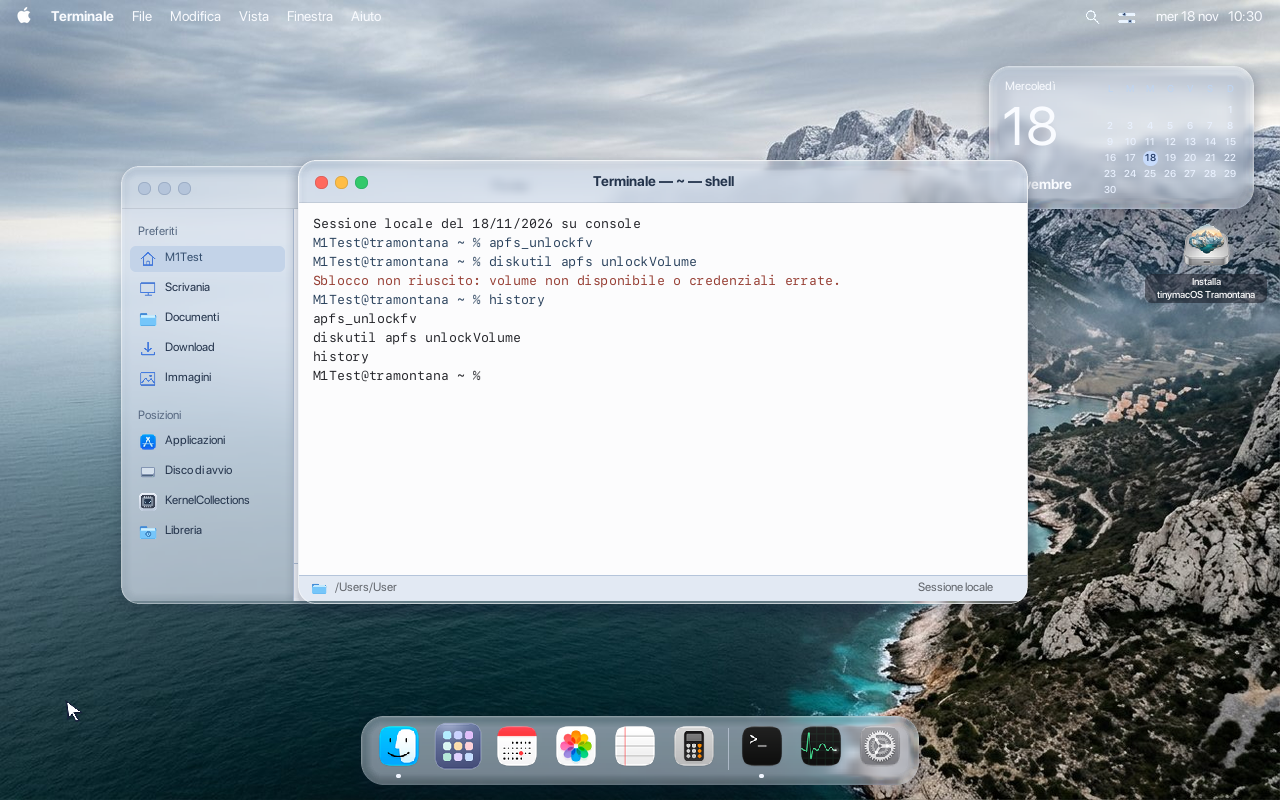 Terminale File Modifica Vista Finestra Aiuto
mer 18 nov 10:30
Mercoledì
18
1
2 3 4 5 6 7 8
9 10 11 12 13 14 15
16 17 18 19 20 21 22
23 24 25 26 27 28 29
30
Installa
tinymacOS Tramontana
Preferiti
M1Test
Scrivania
Documenti
Download
Immagini
Posizioni
Applicazioni
Disco di avvio
KernelCollections
Libreria
Terminale — ~ — shell
Sessione locale del 18/11/2026 su console
M1Test@tramontana ~ % apfs_unlockfv
M1Test@tramontana ~ % diskutil apfs unlockVolume
Sblocco non riuscito: volume non disponibile o credenziali errate.
M1Test@tramontana ~ % history
apfs_unlockfv
diskutil apfs unlockVolume
history
M1Test@tramontana ~ %
/Users/User
Sessione locale